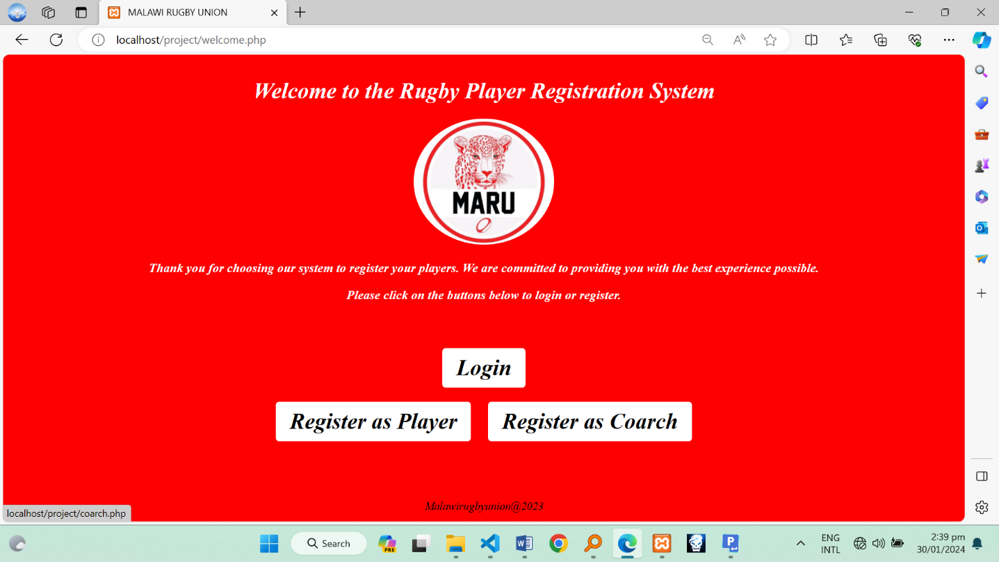 MALAWI RUGBY UNION
localhost/project/welcome.php
Welcome to the Rugby Player Registration System
MARU
Thank you for choosing our system to register your players. We are committed to providing you with the best experience possible.
Please click on the buttons below to login or register.
Login
Register as Player Register as Coarch
Malawirugbyunion@2023
localhost/project/coarch.php
Search
PRE
ENG
INTL
2:39 pm
30/01/2024